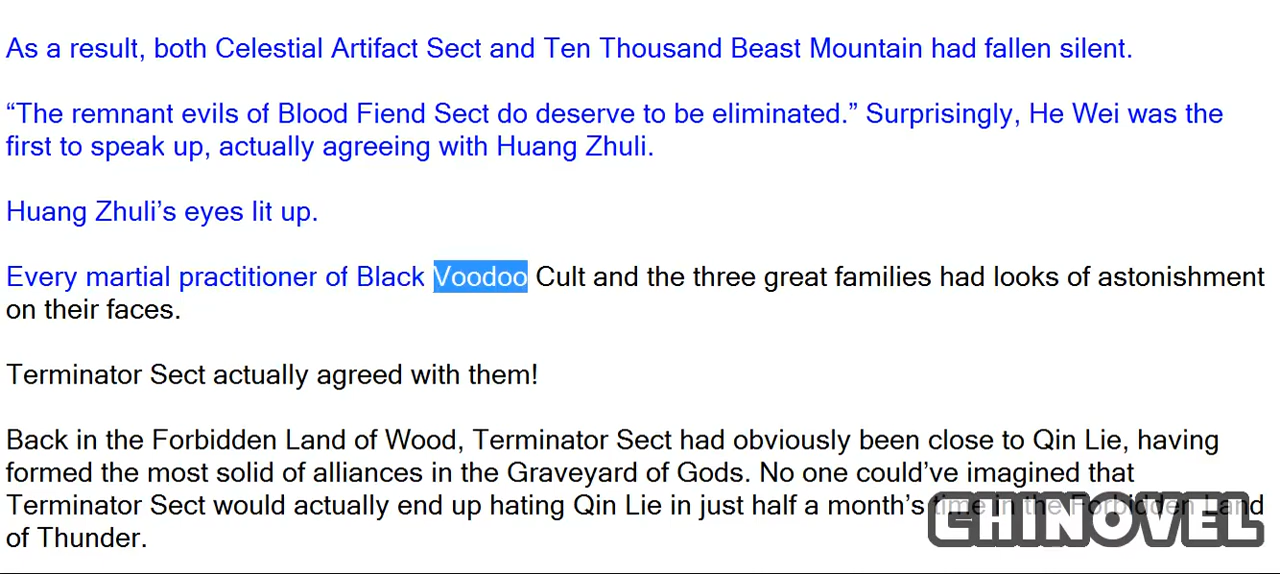 As a result, both Celestial Artifact Sect and Ten Thousand Beast Mountain had fallen silent.
“The remnant evils of Blood Fiend Sect do deserve to be eliminated.” Surprisingly, He Wei was the
first to speak up, actually agreeing with Huang Zhuli.
Huang Zhuli’s eyes lit up.
Every martial practitioner of Black Voodoo Cult and the three great families had looks of astonishment
on their faces.
Terminator Sect actually agreed with them!
Back in the Forbidden Land of Wood, Terminator Sect had obviously been close to Qin Lie, having
formed the most solid of alliances in the Graveyard of Gods. No one could’ve imagined that
Terminator Sect would actually end up hating Qin Lie in just half a month’s time in the Forbidden Land
of Thunder.
CHINOVEL